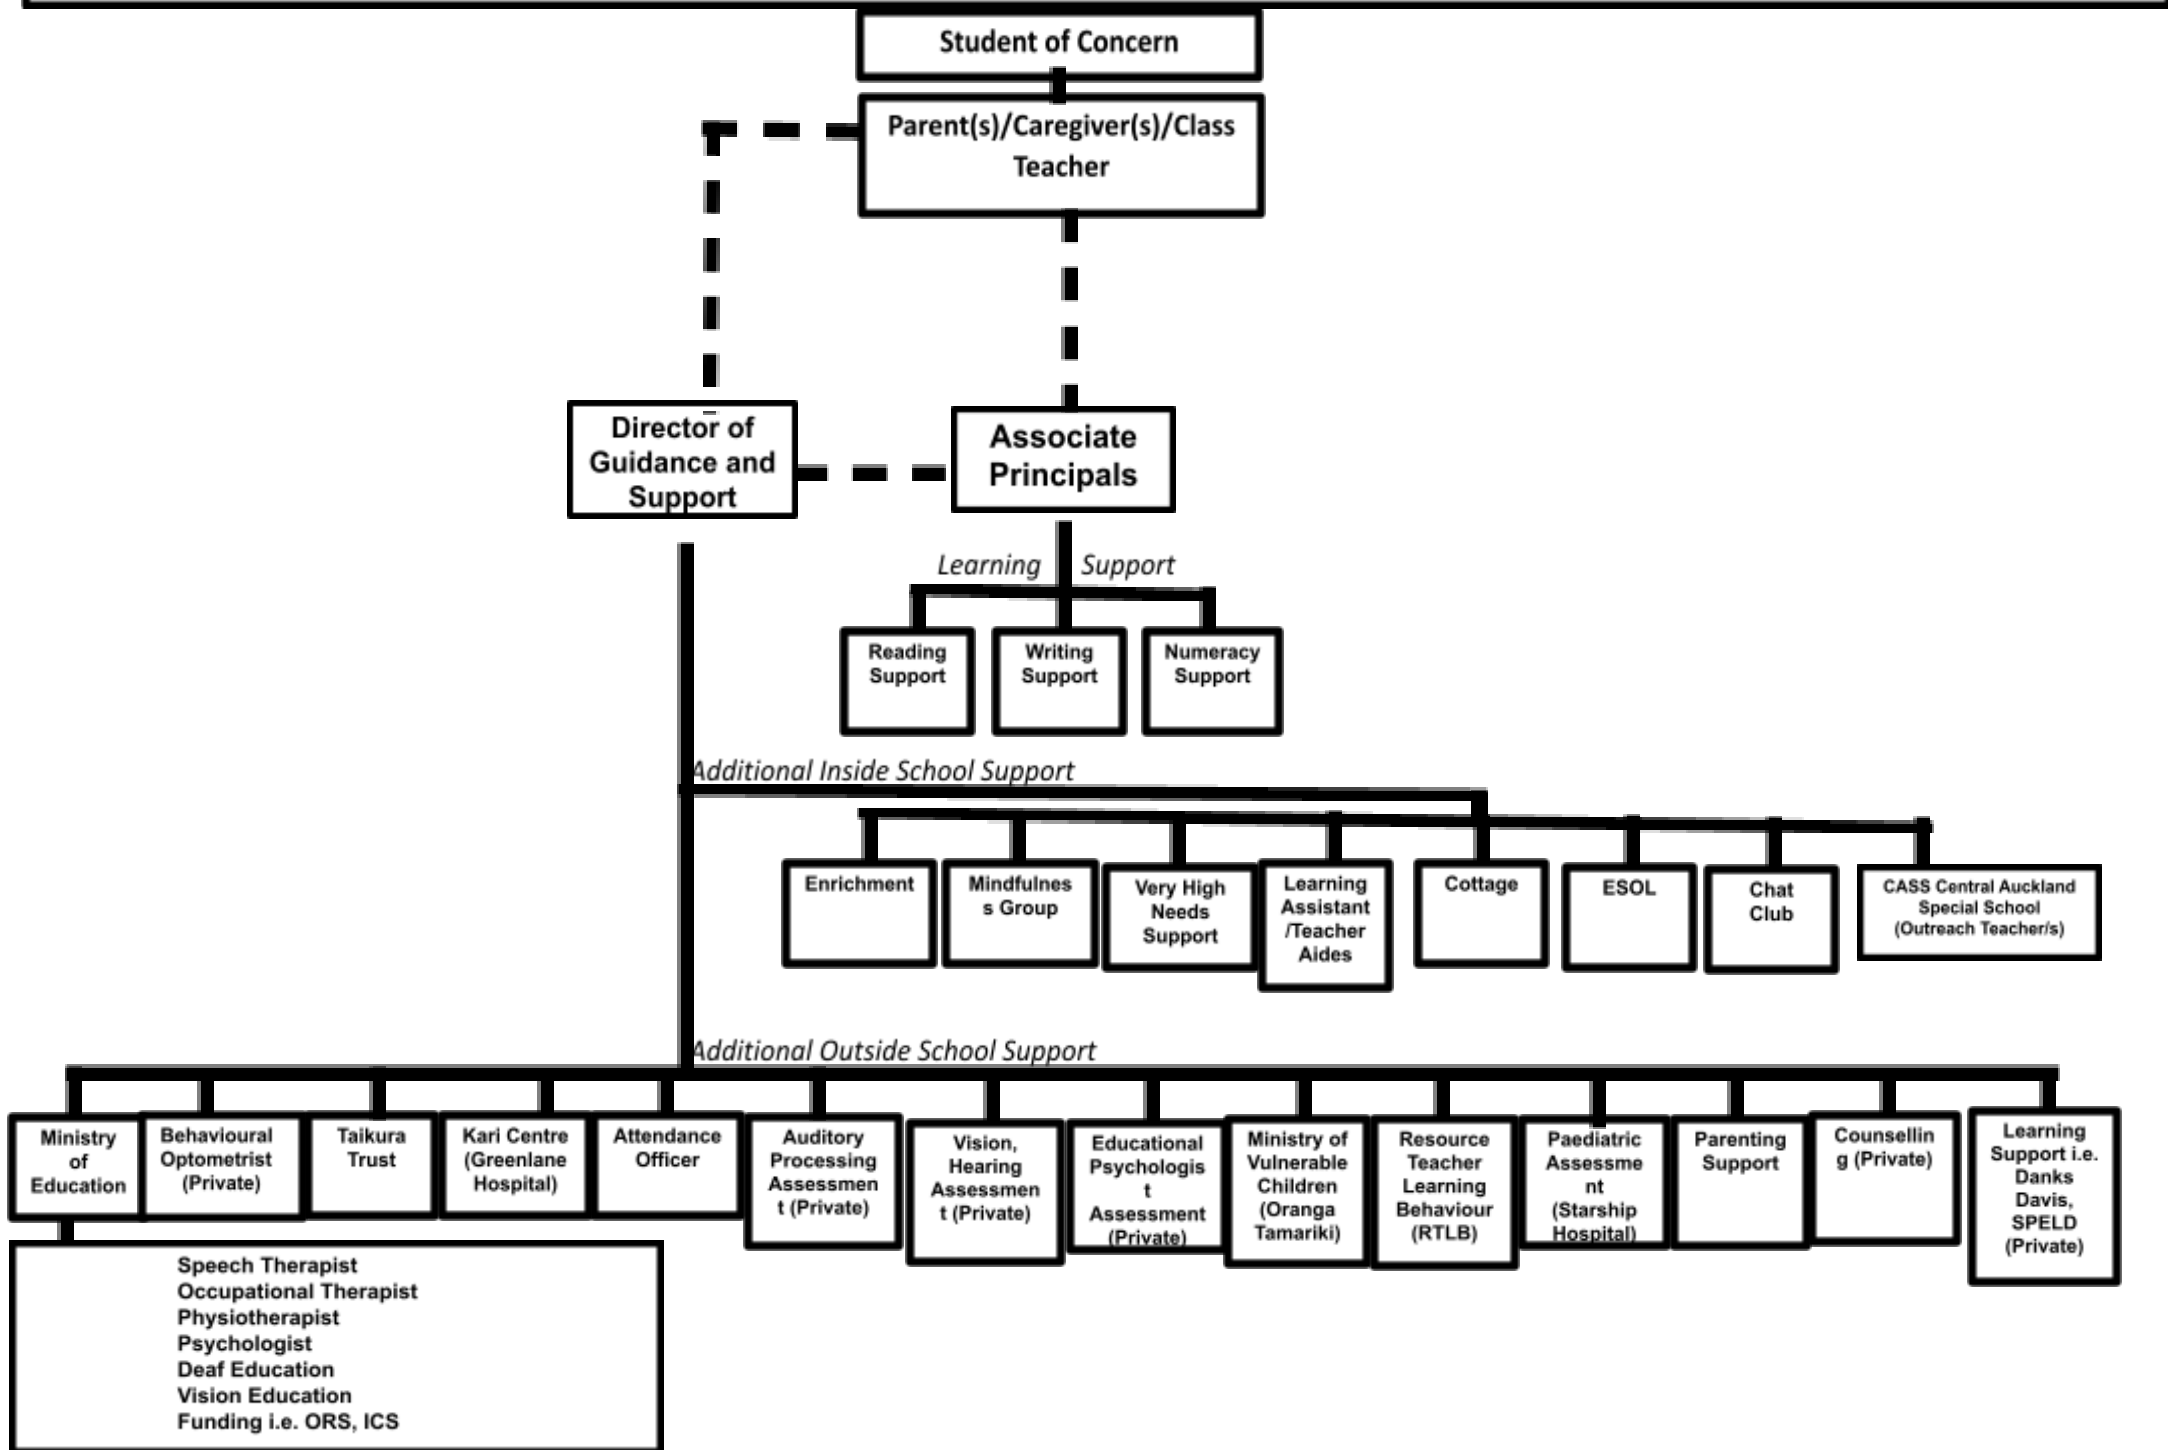 Student of Concern
Parent(s)/Caregiver(s)/Class
Teacher
Director of
Guidance and
Support
Associate
Principals
Learning Support
Reading
Support
Writing
Support
Numeracy
Support
Additional Inside School Support
Enrichment
Mindfulnes
s Group
Very High
Needs
Support
Learning
Assistant
/Teacher
Aides
Cottage
ESOL
Chat
Club
CASS Central Auckland
Special School
(Outreach Teacher/s)
Additional Outside School Support
Ministry
of
Education
Behavioural
Optometrist
(Private)
Taikura
Trust
Kari Centre
(Greenlane
Hospital)
Attendance
Officer
Auditory
Processing
Assessmen
t (Private)
Vision,
Hearing
Assessmen
t (Private)
Educational
Psychologis
t
Assessment
(Private)
Ministry of
Vulnerable
Children
(Oranga
Tamariki)
Resource
Teacher
Learning
Behaviour
(RTLB)
Paediatric
Assessme
nt
(Starship
Hospital)
Parenting
Support
Counsellin
g (Private)
Learning
Support i.e.
Danks
Davis,
SPELD
(Private)
Speech Therapist
Occupational Therapist
Physiotherapist
Psychologist
Deaf Education
Vision Education
Funding i.e. ORS, ICS